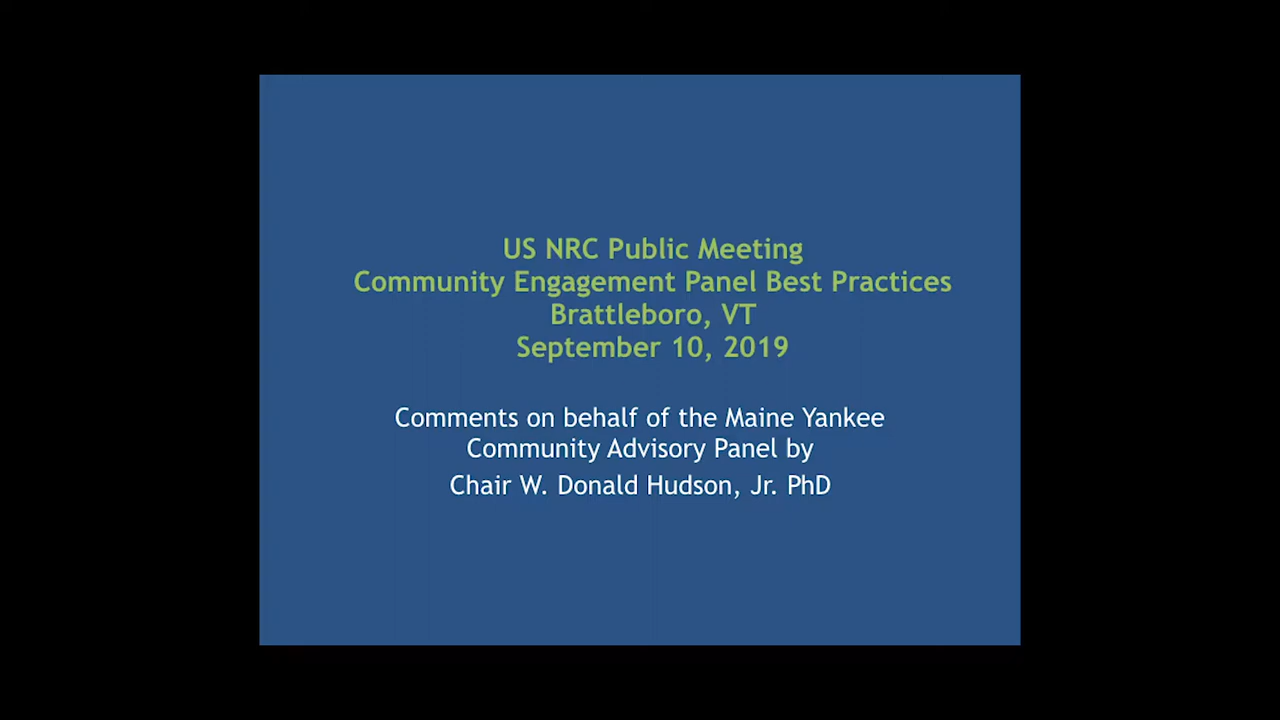 US NRC Public Meeting
Community Engagement Panel Best Practices
Brattleboro, VT
September 10, 2019
Comments on behalf of the Maine Yankee
Community Advisory Panel by
Chair W. Donald Hudson, Jr. PhD